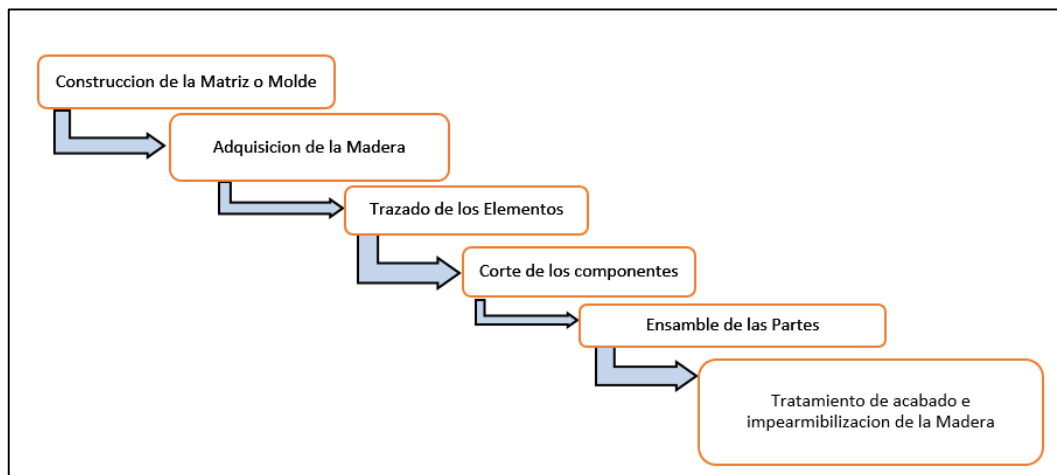 Construccion de la Matriz o Molde
Adquisicion de la Madera
Trazado de los Elementos
Corte de los componentes
Ensamble de las Partes
Tratamiento de acabado e
impearmibilizacion de la Madera